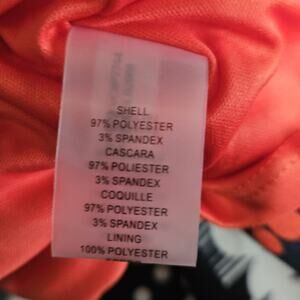 SHELL
97% POLYESTER
3% SPANDEX
CASCARA
97% POLIESTER
3% SPANDEX
COQUILLE
97% POLYESTER
3% SPANDEX
LINING
100% POLYESTER